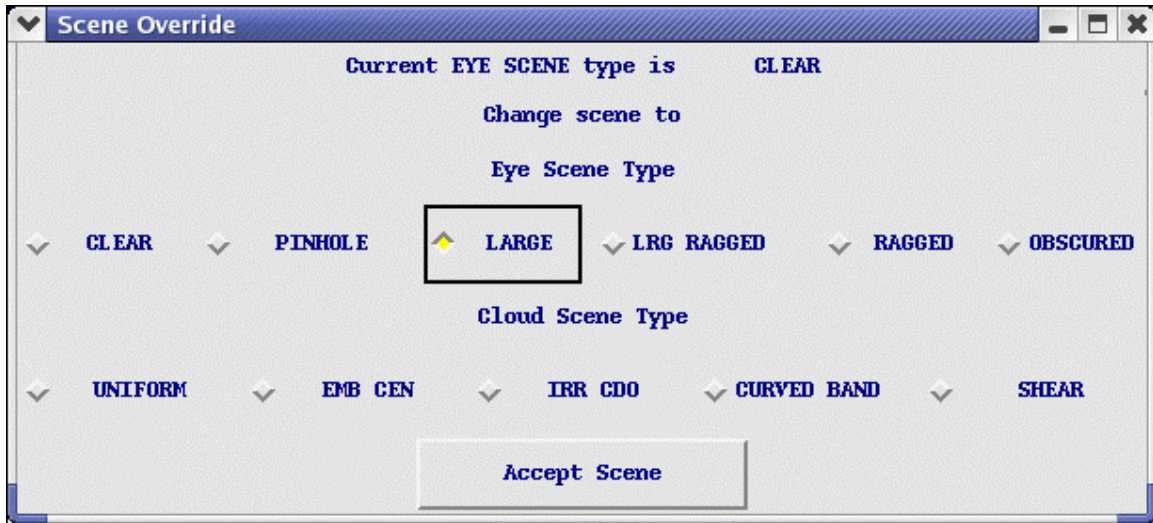 Scene Override
Current EYE SCENE type is CLEAR
Change scene to
Eye Scene Type
CLEAR PINHOLE LARGE LRG RAGGED RAGGED OBSCURED
Cloud Scene Type
UNIFORM EMB CEN IRR CDO CURVED BAND SHEAR
Accept Scene